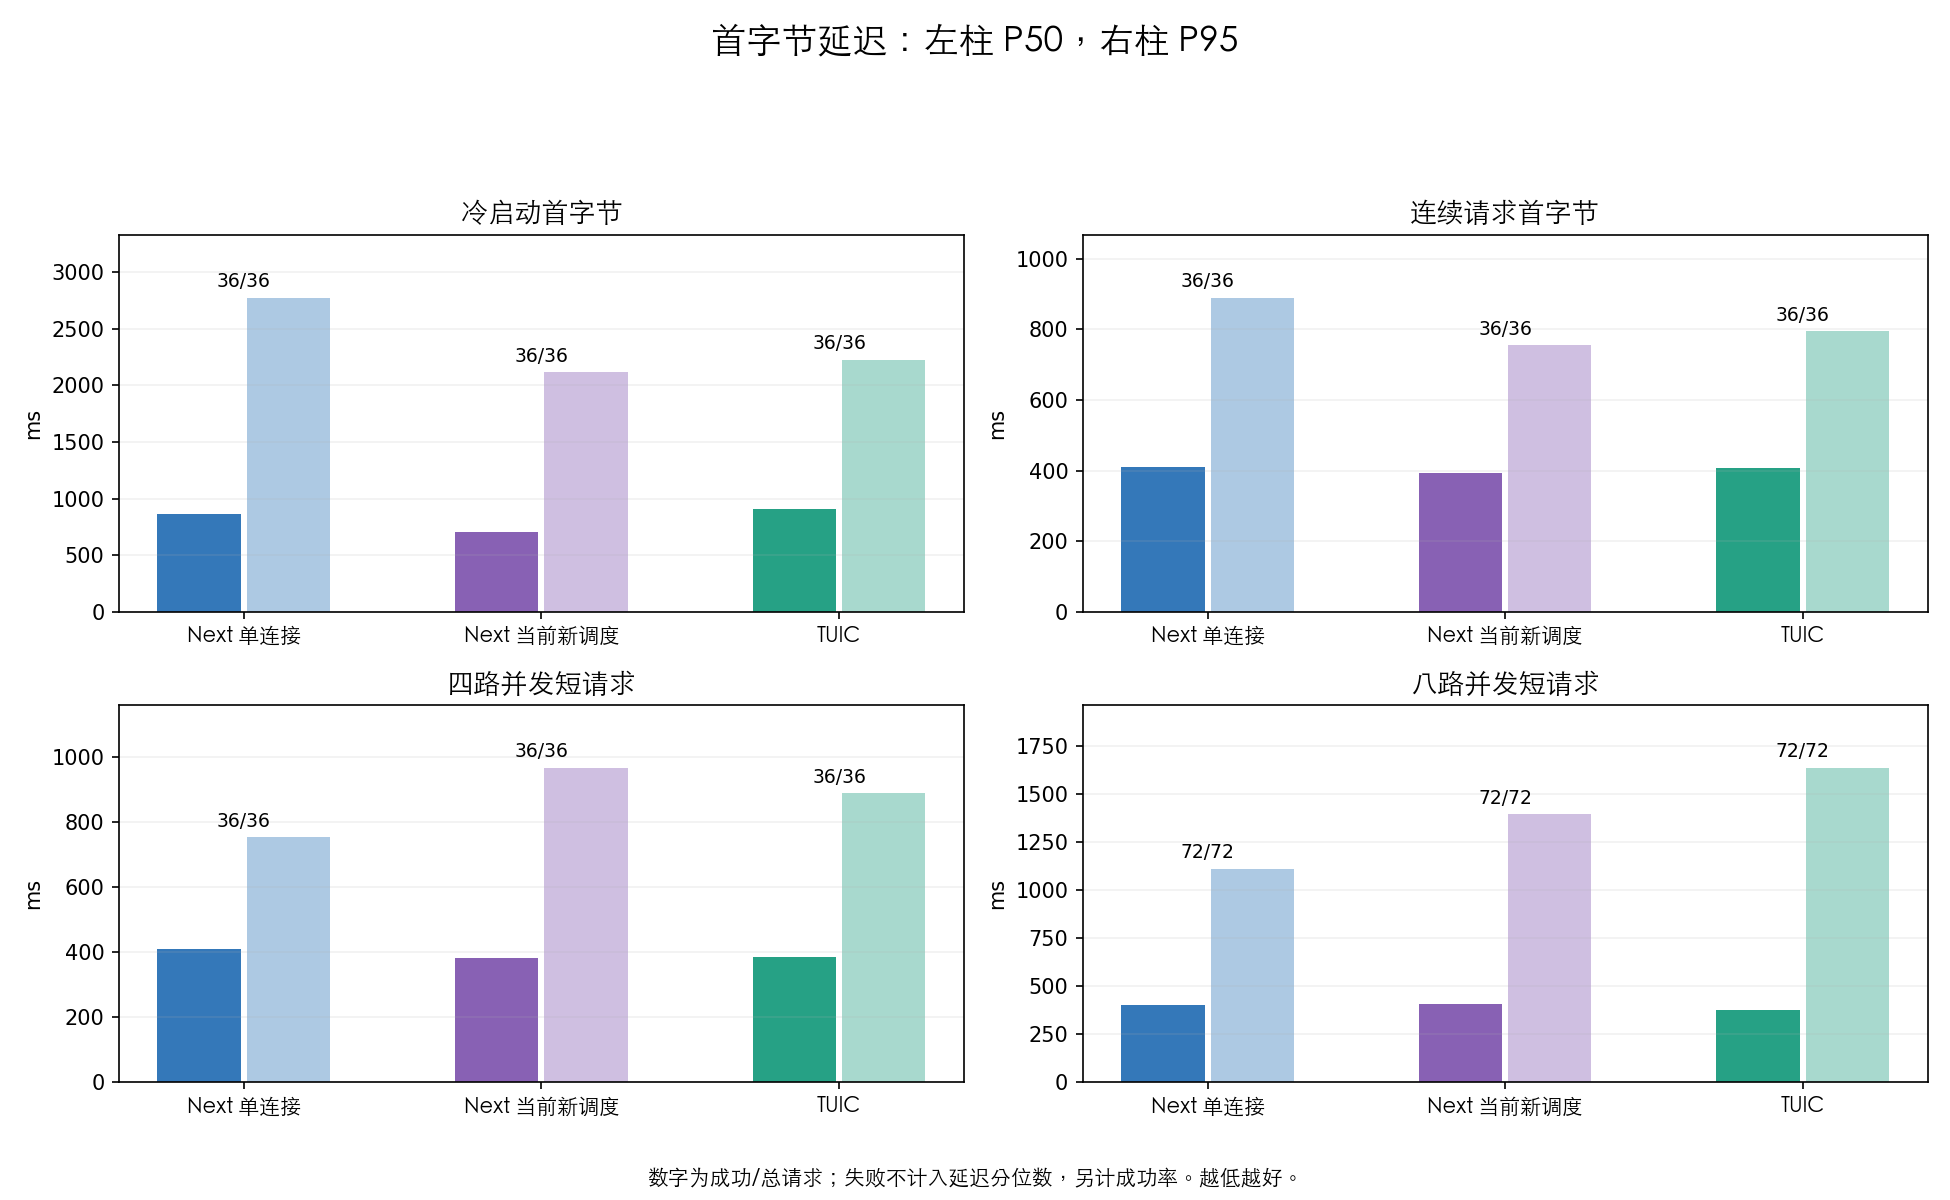 首字节延迟：左柱 P50，右柱 P95
冷启动首字节
ms
3000
2500
2000
1500
1000
500
0
36/36
36/36
36/36
Next 单连接
Next 当前新调度
TUIC
连续请求首字节
ms
1000
800
600
400
200
0
36/36
36/36
36/36
Next 单连接
Next 当前新调度
TUIC
四路并发短请求
ms
1000
800
600
400
200
0
36/36
36/36
36/36
Next 单连接
Next 当前新调度
TUIC
八路并发短请求
ms
1750
1500
1250
1000
750
500
250
0
72/72
72/72
72/72
Next 单连接
Next 当前新调度
TUIC
数字为成功/总请求；失败不计入延迟分位数，另计成功率。越低越好。